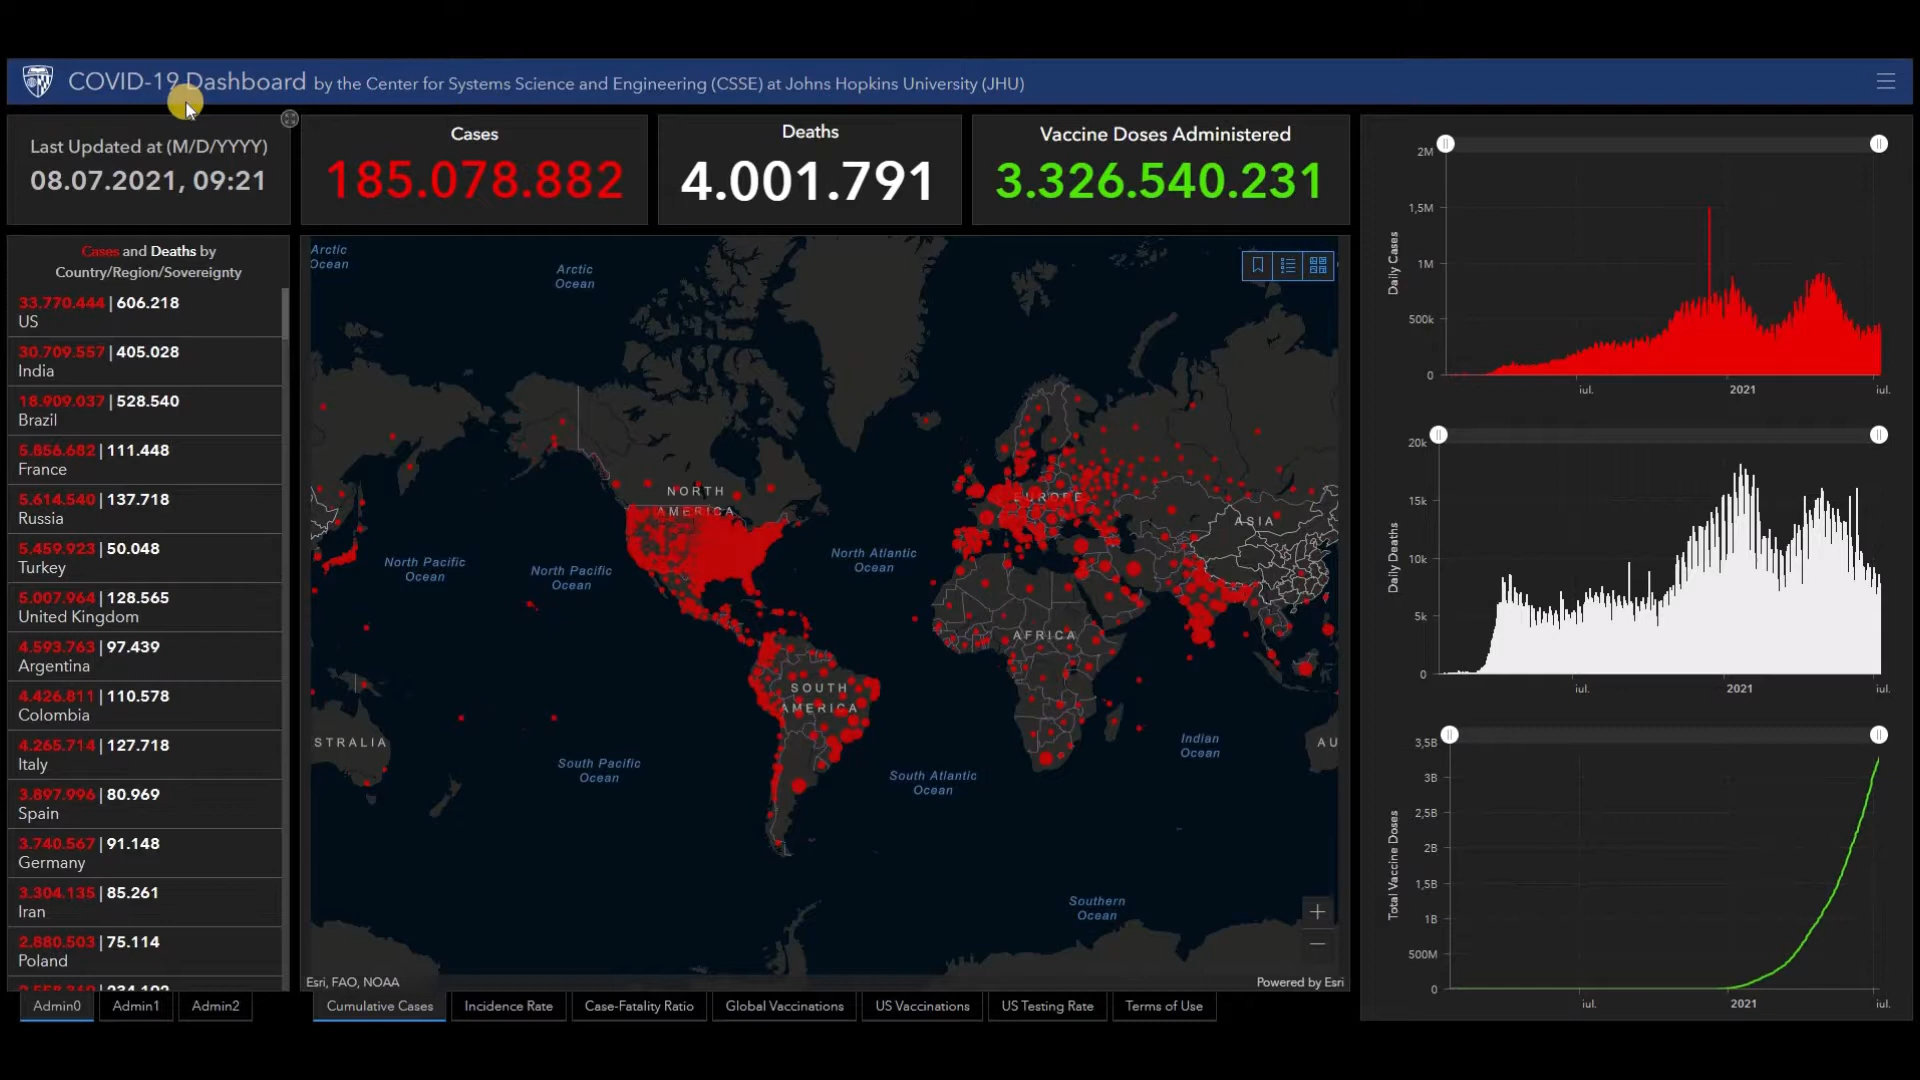 COVID-19 Dashboard by the Center for Systems Science and Engineering (CSSE) at Johns Hopkins University (JHU)
Last Updated at (M/D/YYYY)
08.07.2021, 09:21
Cases
185.078.882
Deaths
4.001.791
Vaccine Doses Administered
3.326.540.231
Cases and Deaths by
Country/Region/Sovereignty
33.770.444 | 606.218
US
30.709.557 | 405.028
India
18.909.037 | 528.540
Brazil
5.856.682 | 111.448
France
5.614.540 | 137.718
Russia
5.459.923 | 50.048
Turkey
5.007.964 | 128.565
United Kingdom
4.593.763 | 97.439
Argentina
4.426.811 | 110.578
Colombia
4.265.714 | 127.718
Italy
3.897.996 | 80.969
Spain
3.740.567 | 91.148
Germany
3.304.135 | 85.261
Iran
2.880.503 | 75.114
Poland
Admin0
Admin1
Admin2
Arctic
Ocean
Arctic
Ocean
NORTH
AMERICA
EUROPE
ASIA
North Pacific
Ocean
North Pacific
Ocean
North Atlantic
Ocean
AFRICA
SOUTH
AMERICA
STRALIA
South Pacific
Ocean
South Atlantic
Ocean
Indian
Ocean
AU
Southern
Ocean
Esri, FAO, NOAA
Powered by Esri
Cumulative Cases
Incidence Rate
Case-Fatality Ratio
Global Vaccinations
US Vaccinations
US Testing Rate
Terms of Use
Daily Cases
2M
1,5M
1M
500k
0
iul.
2021
iul.
Daily Deaths
20k
15k
10k
5k
0
iul.
2021
iul.
Total Vaccine Doses
3,5B
3B
2,5B
2B
1,5B
1B
500M
0
iul.
2021
iul.